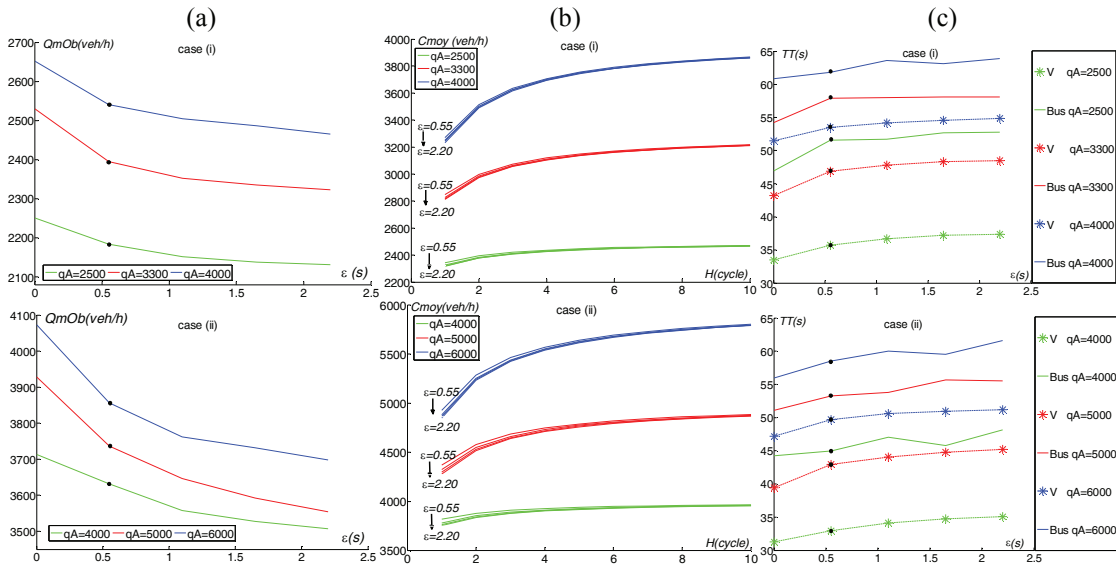 (a)
QmOb(veh/h)
case (i)
2700
2600
2500
2400
2300
2200
2100
qA=2500 qA=3300 qA=4000
0 0.5 1 1.5 2 2.5
ε(s)
(b)
Cmoy (veh/h)
case (i)
4000
3800
3600
3400
3200
3000
2800
2600
2400
2200
qA=2500
qA=3300
qA=4000
ε=0.55
ε=2.20
ε=0.55
ε=2.20
ε=0.55
ε=2.20
H(cycle)
0 2 4 6 8 10
(c)
TT(s)
case (i)
65
60
55
50
45
40
35
30
0 0.5 1 1.5 2 2.5
ε(s)
V qA=2500
Bus qA=2500
V qA=3300
Bus qA=3300
V qA=4000
Bus qA=4000
QmOb(veh/h)
case (ii)
4100
4000
3900
3800
3700
3600
3500
qA=4000 qA=5000 qA=6000
0 0.5 1 1.5 2 2.5
ε(s)
Cmoy(veh/h)
case (ii)
6000
5500
5000
4500
4000
3500
qA=4000
qA=5000
qA=6000
ε=0.55
ε=2.20
ε=0.55
ε=2.20
ε=0.55
ε=2.20
H(cycle)
0 2 4 6 8 10
TT(s)
case (ii)
65
60
55
50
45
40
35
30
0 0.5 1 1.5 2 2.5
ε(s)
V qA=4000
Bus qA=4000
V qA=5000
Bus qA=5000
V qA=6000
Bus qA=6000